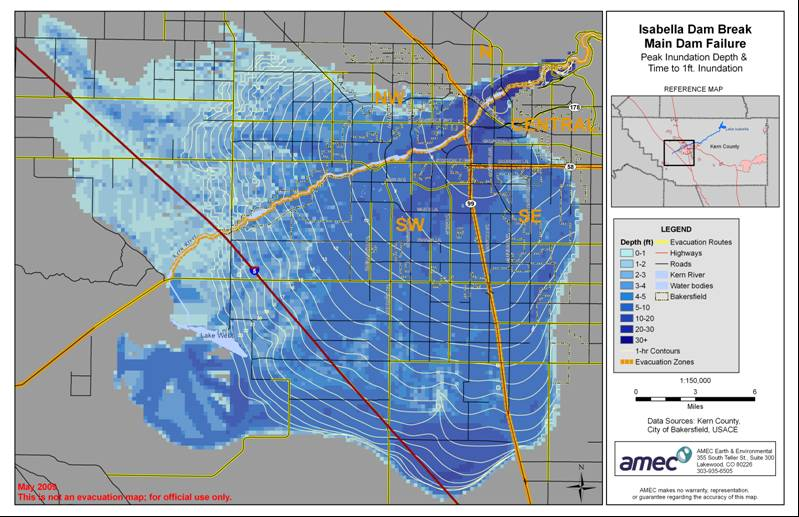 Isabella Dam Break
Main Dam Failure
Peak Inundation Depth &
Time to 1ft. Inundation
REFERENCE MAP
Lake Isabella
Kern County
N
NW
CENTRAL
178
58
99
SW
SE
5
Lake Webb
LEGEND
Depth (ft)
0-1
1-2
2-3
3-4
4-5
5-10
10-20
20-30
30+
1-hr Contours
Evacuation Zones
Evacuation Routes
Highways
Roads
Kern River
Water bodies
Bakersfield
1:150,000
0 3 6
Miles
Data Sources: Kern County,
City of Bakersfield, USACE
amec
AMEC Earth & Environmental
355 South Teller St., Suite 300
Lakewood, CO 80226
303-935-6505
AMEC makes no warranty, representation,
or guarantee regarding the accuracy of this map.
N
May 2009
This is not an evacuation map; for official use only.